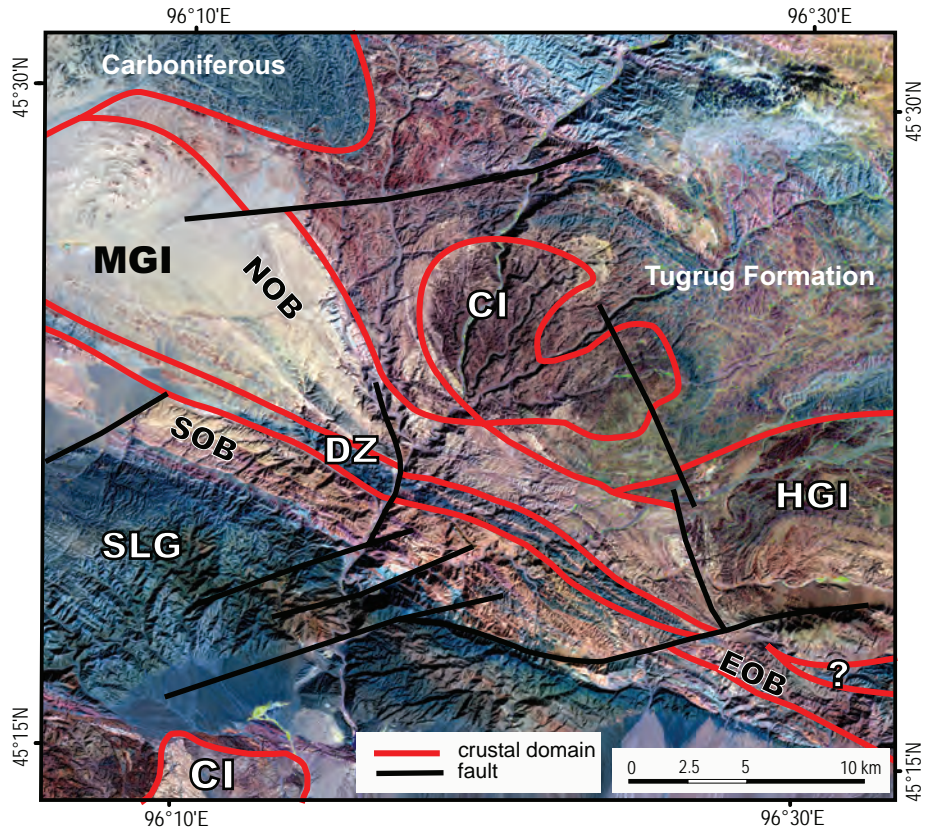 96°10'E 96°30'E
45°30'N
45°30'N
Carboniferous
MGI
NOB
CI
Tugrug Formation
SOB
DZ
HGI
SLG
EOB
?
45°15'N
45°15'N
CI
crustal domain
fault
0 2.5 5 10 km
96°10'E 96°30'E